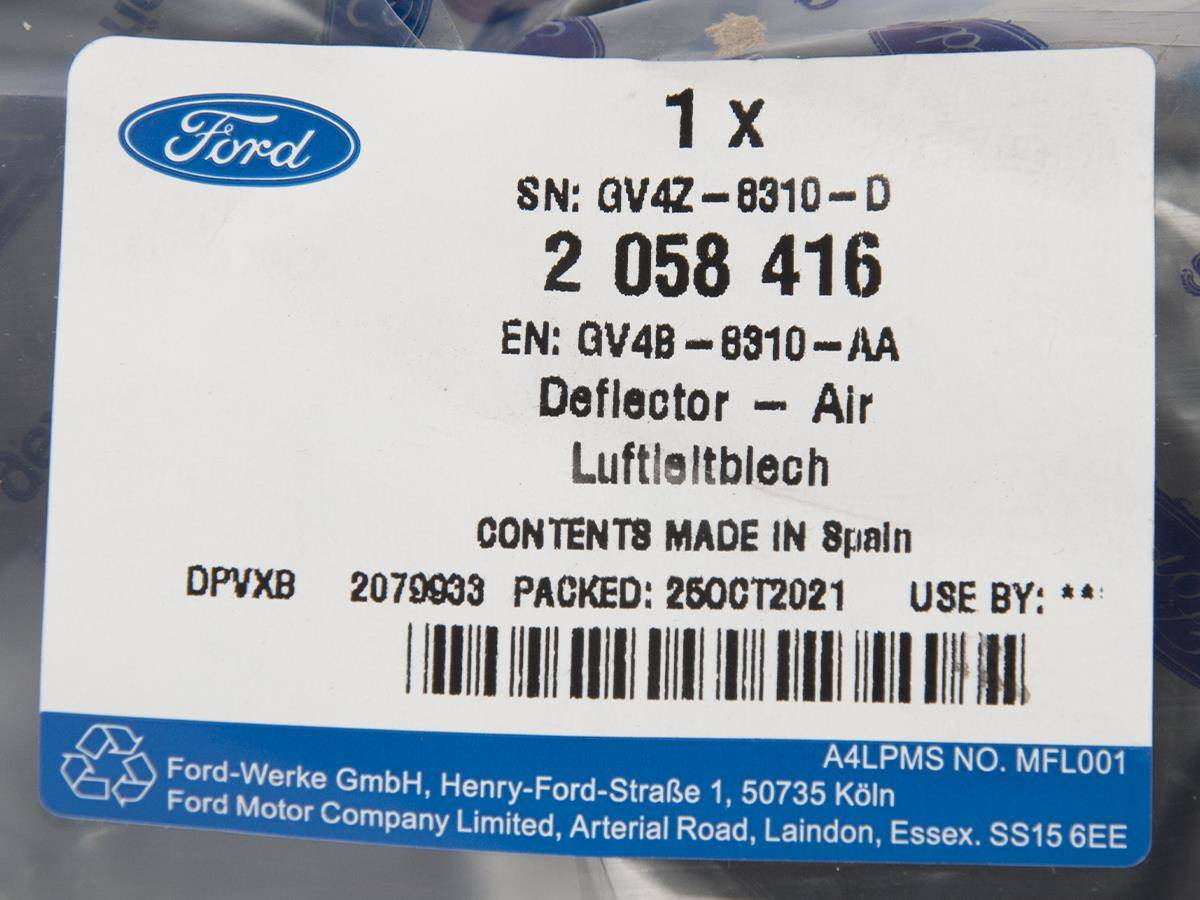 Ford
1 x
SN: GV4Z-8310-D
2 058 416
EN: GV4B-8310-AA
Deflector - Air
Luftleitblech
CONTENTS MADE IN Spain
DPVXB 2079933 PACKED: 25OCT2021 USE BY: **
A4LPMS NO. MFL001
Ford-Werke GmbH, Henry-Ford-Straße 1, 50735 Köln
Ford Motor Company Limited, Arterial Road, Laindon, Essex. SS15 6EE